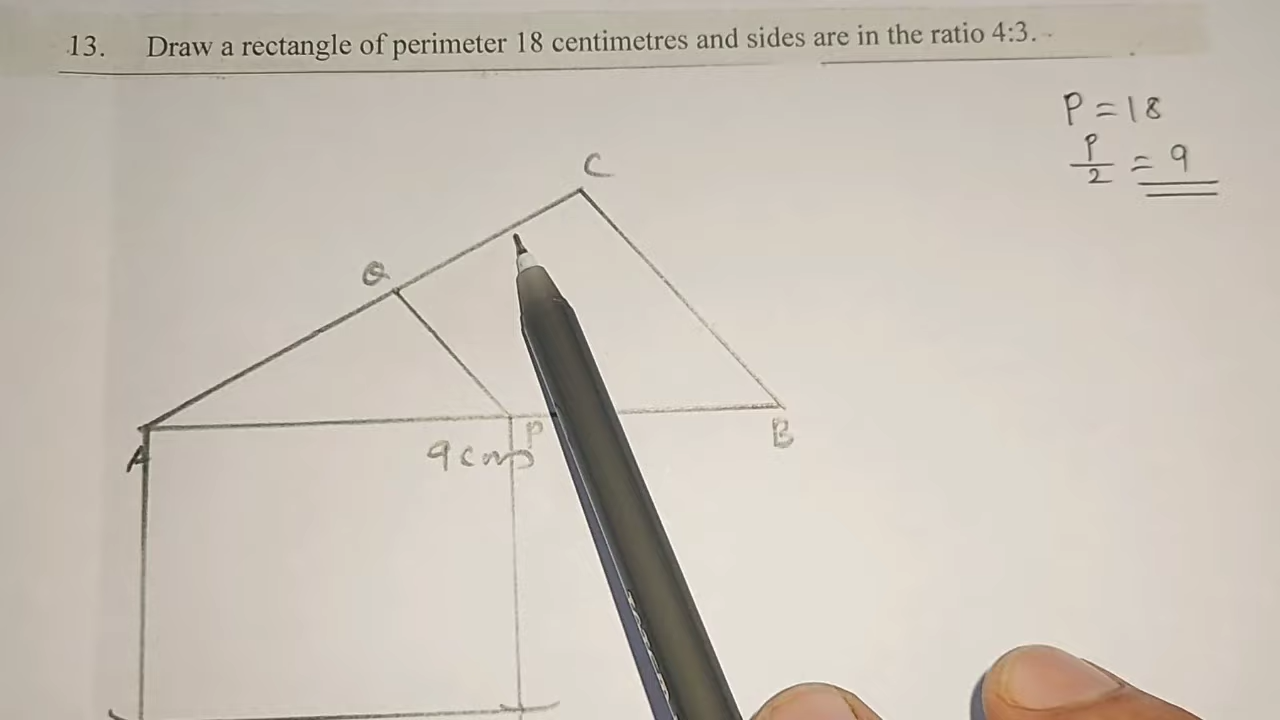 13. Draw a rectangle of perimeter 18 centimetres and sides are in the ratio 4:3.
P = 18
P/2 = 9
C
Q
A
P
B
9cm